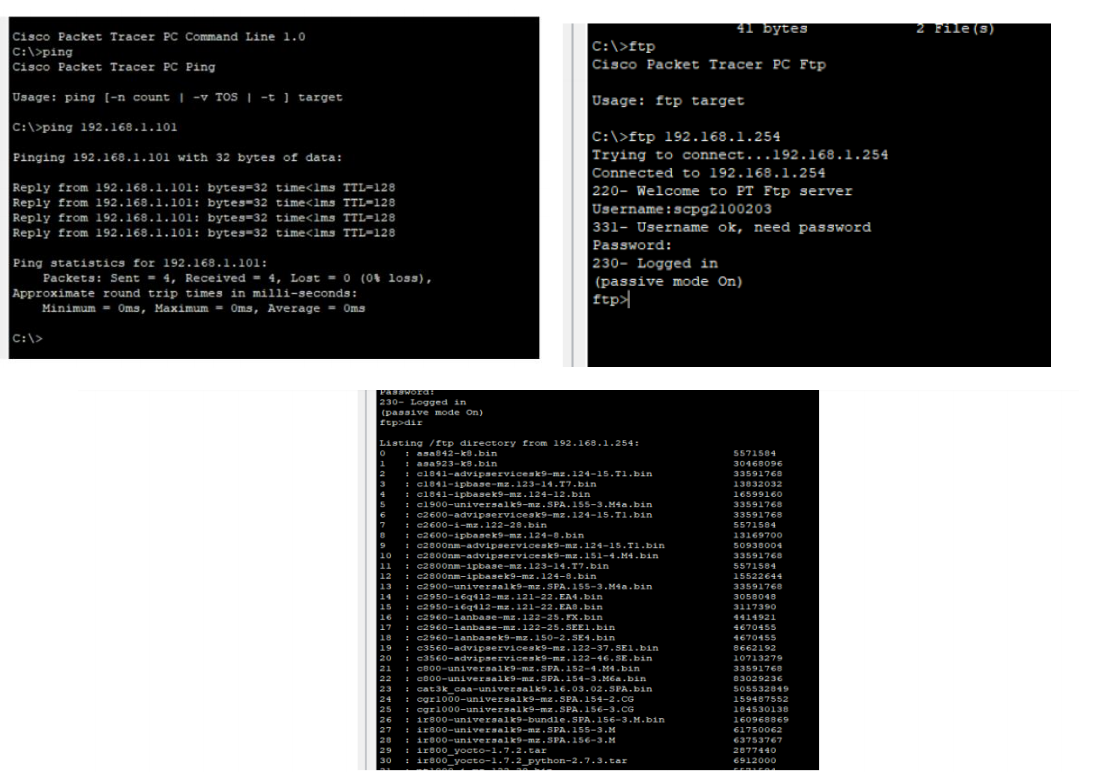 Cisco Packet Tracer PC Command Line 1.0
C:\>ping
Cisco Packet Tracer PC Ping
Usage: ping [-n count | -v TOS | -t ] target
C:\>ping 192.168.1.101
Pinging 192.168.1.101 with 32 bytes of data:
Reply from 192.168.1.101: bytes=32 time<1ms TTL=128
Reply from 192.168.1.101: bytes=32 time<1ms TTL=128
Reply from 192.168.1.101: bytes=32 time<1ms TTL=128
Reply from 192.168.1.101: bytes=32 time<1ms TTL=128
Ping statistics for 192.168.1.101:
Packets: Sent = 4, Received = 4, Lost = 0 (0% loss),
Approximate round trip times in milli-seconds:
Minimum = 0ms, Maximum = 0ms, Average = 0ms
C:\>
41 bytes 2 File(s)
C:\>ftp
Cisco Packet Tracer PC Ftp
Usage: ftp target
C:\>ftp 192.168.1.254
Trying to connect...192.168.1.254
Connected to 192.168.1.254
220- Welcome to PT Ftp server
Username:scpg2100203
331- Username ok, need password
Password:
230- Logged in
(passive mode On)
ftp>
Password:
230- Logged in
(passive mode On)
ftp>dir
Listing /ftp directory from 192.168.1.254:
0 : asa842-k8.bin 5571584
1 : asa923-k8.bin 30468096
2 : c1841-advipservicesk9-mz.124-15.T1.bin 33591768
3 : c1841-ipbase-mz.123-14.T7.bin 13832032
4 : c1841-ipbasek9-mz.124-12.bin 16599160
5 : c1900-universalk9-mz.SPA.155-3.M4a.bin 33591768
6 : c2600-advipservicesk9-mz.124-15.T1.bin 33591768
7 : c2600-i-mz.122-28.bin 5571584
8 : c2600-ipbasek9-mz.124-8.bin 13169700
9 : c2800nm-advipservicesk9-mz.124-15.T1.bin 50938004
10 : c2800nm-advipservicesk9-mz.151-4.M4.bin 33591768
11 : c2800nm-ipbase-mz.123-14.T7.bin 5571584
12 : c2800nm-ipbasek9-mz.124-8.bin 15522644
13 : c2900-universalk9-mz.SPA.155-3.M4a.bin 33591768
14 : c2950-i6q4l2-mz.121-22.EA4.bin 3058048
15 : c2950-i6q4l2-mz.121-22.EA8.bin 3117390
16 : c2960-lanbase-mz.122-25.FX.bin 4414921
17 : c2960-lanbase-mz.122-25.SEE1.bin 4670455
18 : c2960-lanbasek9-mz.150-2.SE4.bin 4670455
19 : c3560-advipservicesk9-mz.122-37.SE1.bin 8662192
20 : c3560-advipservicesk9-mz.122-46.SE.bin 10713279
21 : c800-universalk9-mz.SPA.152-4.M4.bin 33591768
22 : c800-universalk9-mz.SPA.154-3.M6a.bin 83029236
23 : cat3k_caa-universalk9.16.03.02.SPA.bin 505532849
24 : cgr1000-universalk9-mz.SPA.154-2.CG 159487552
25 : cgr1000-universalk9-mz.SPA.156-3.CG 184530138
26 : ir800-universalk9-bundle.SPA.156-3.M.bin 160968869
27 : ir800-universalk9-mz.SPA.155-3.M 61750062
28 : ir800-universalk9-mz.SPA.156-3.M 63753767
29 : ir800_yocto-1.7.2.tar 2877440
30 : ir800_yocto-1.7.2_python-2.7.3.tar 6912000